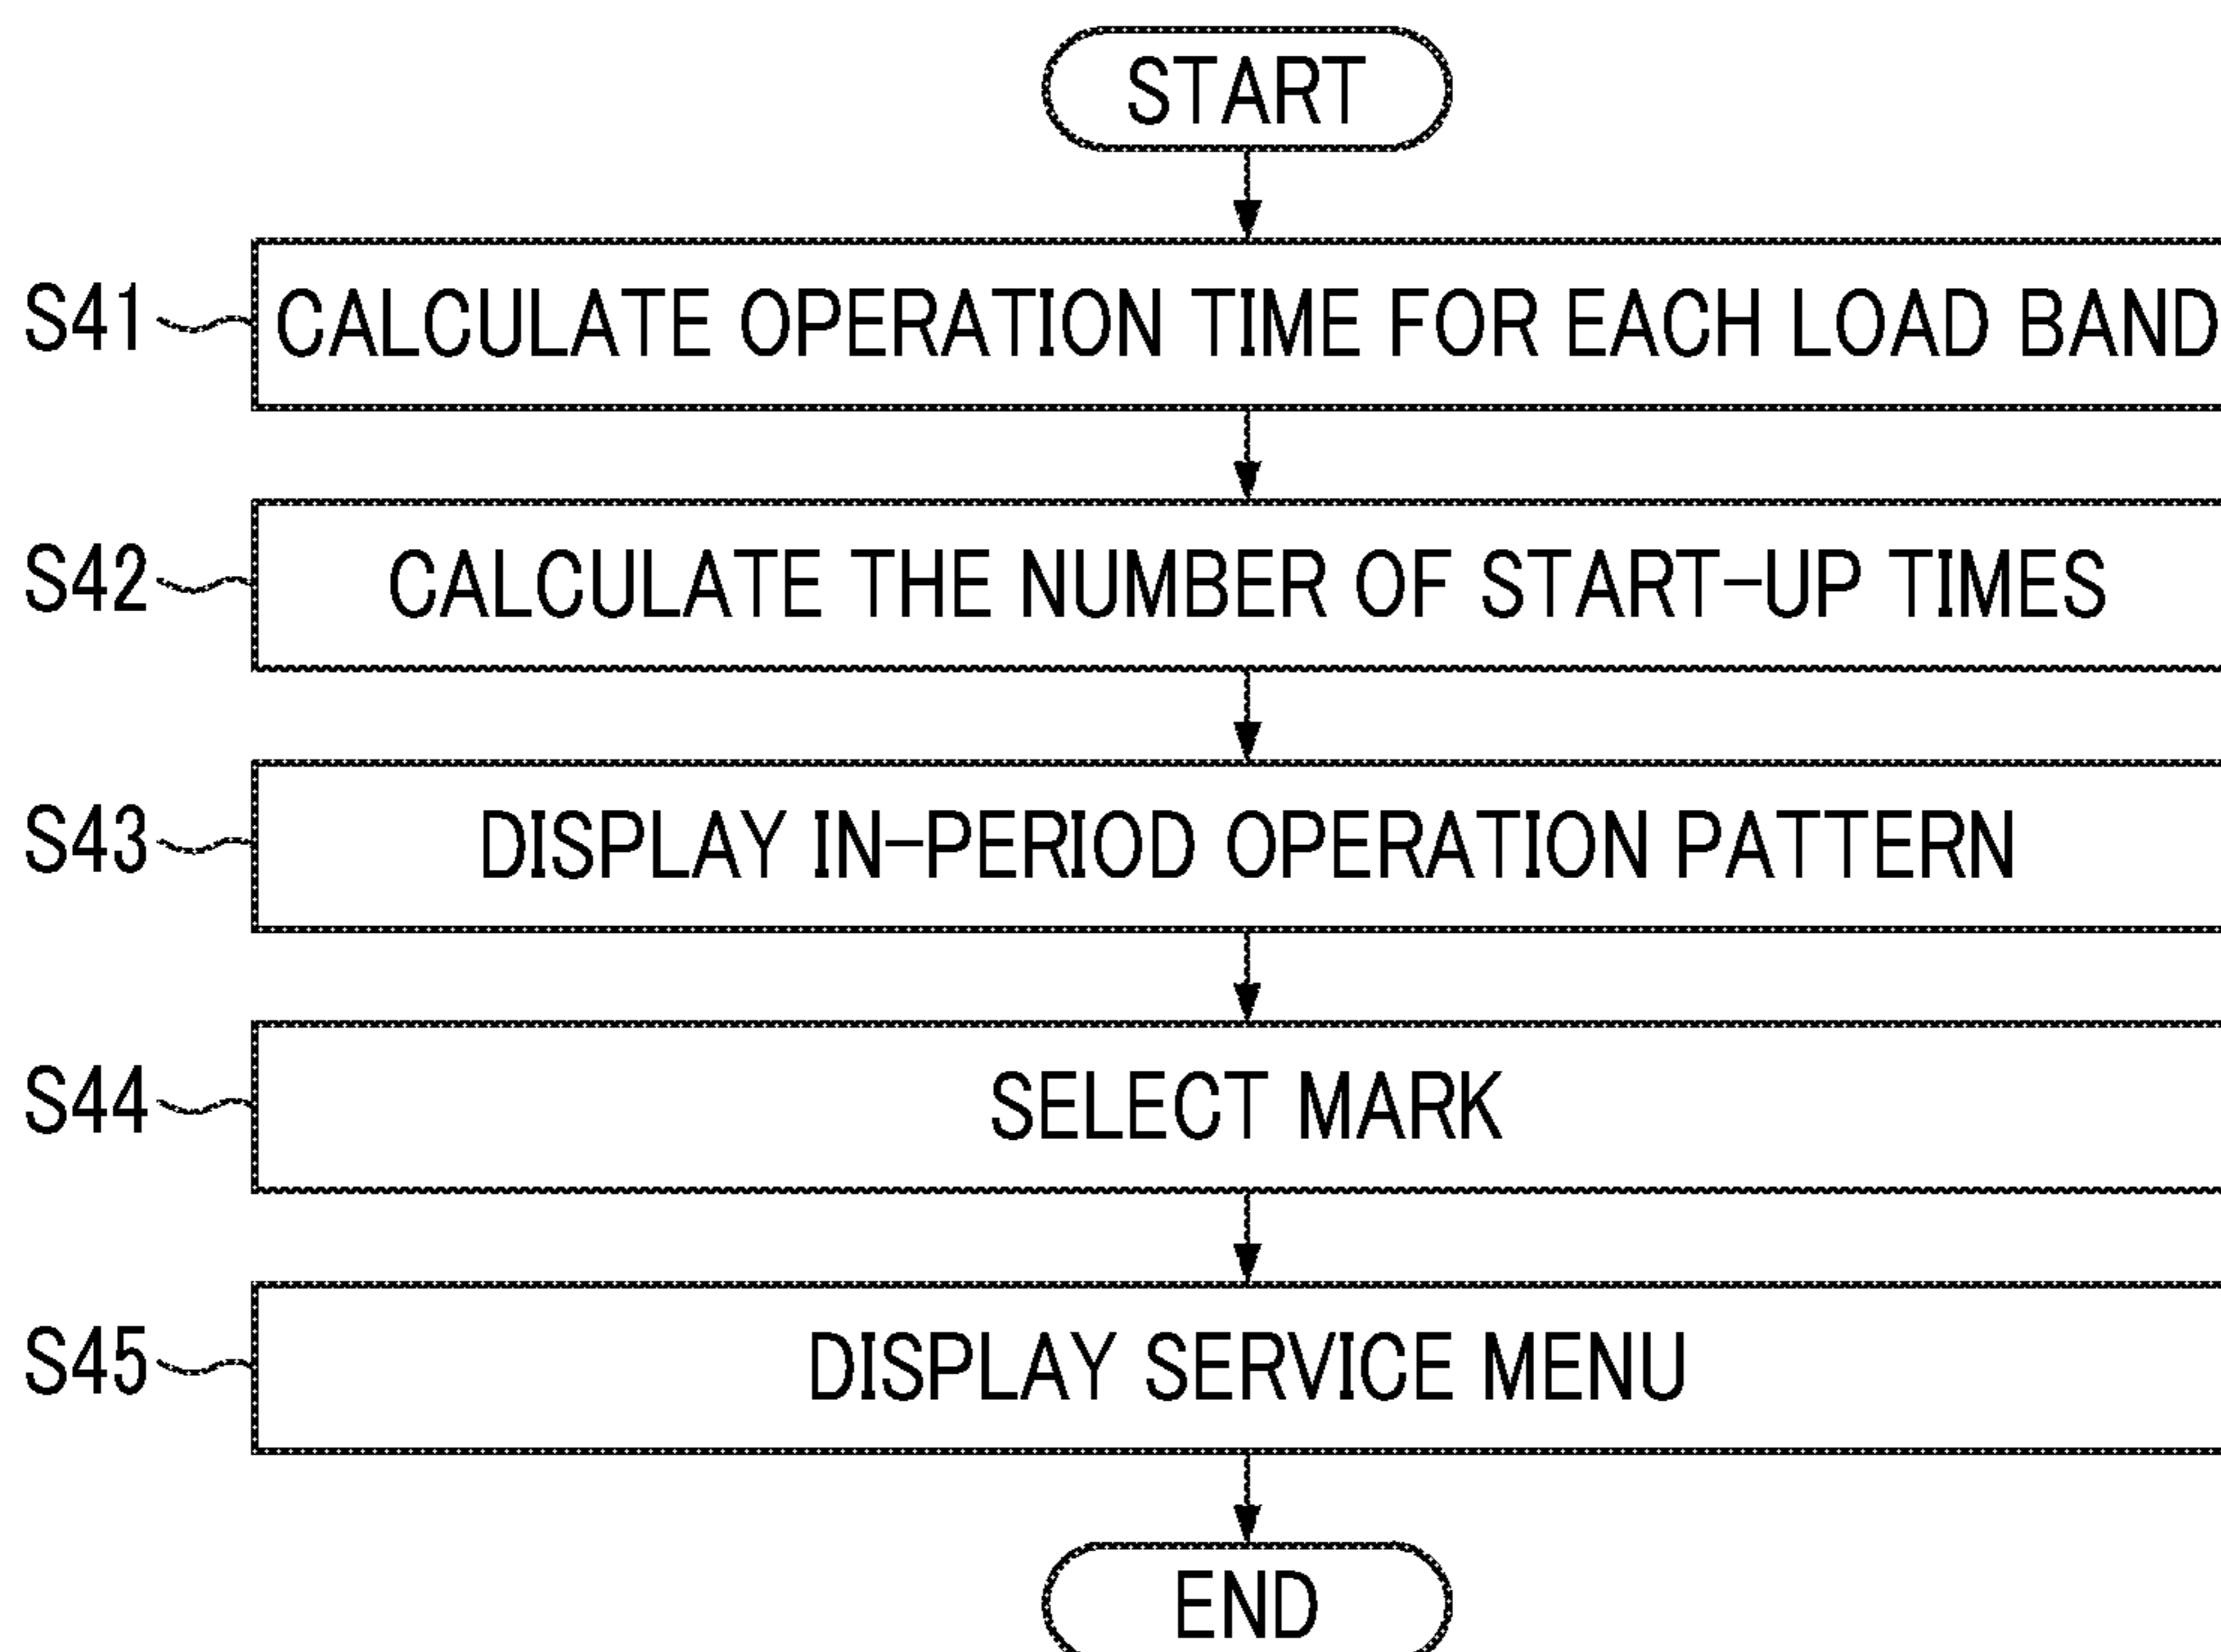 START
S41 CALCULATE OPERATION TIME FOR EACH LOAD BAND
S42 CALCULATE THE NUMBER OF START-UP TIMES
S43 DISPLAY IN-PERIOD OPERATION PATTERN
S44 SELECT MARK
S45 DISPLAY SERVICE MENU
END